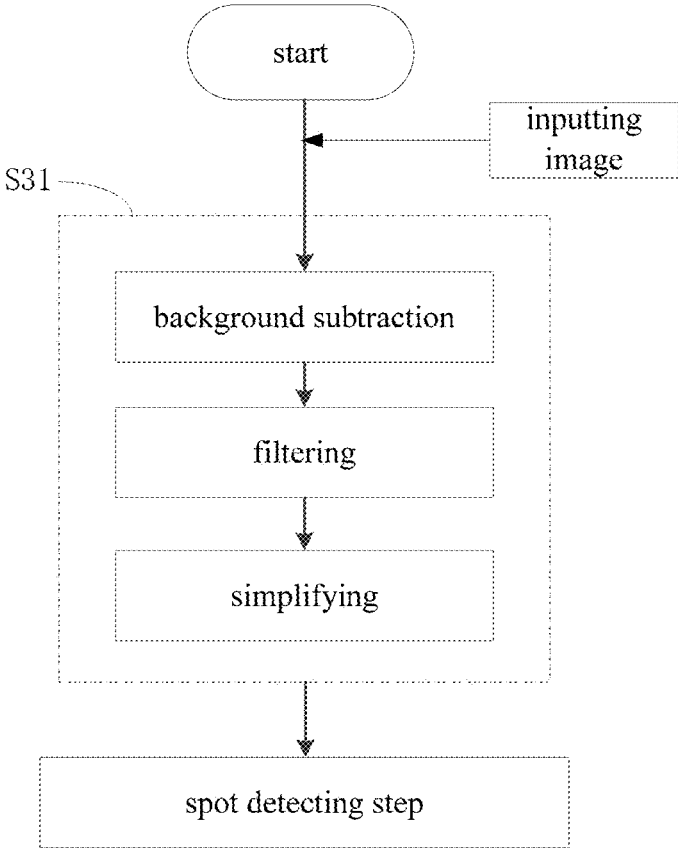 start
inputting
image
S31
background subtraction
filtering
simplifying
spot detecting step